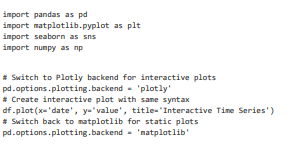 import pandas as pd
import matplotlib.pyplot as plt
import seaborn as sns
import numpy as np
# Switch to Plotly backend for interactive plots
pd.options.plotting.backend = 'plotly'
# Create interactive plot with same syntax
df.plot(x='date', y='value', title='Interactive Time Series')
# Switch back to matplotlib for static plots
pd.options.plotting.backend = 'matplotlib'